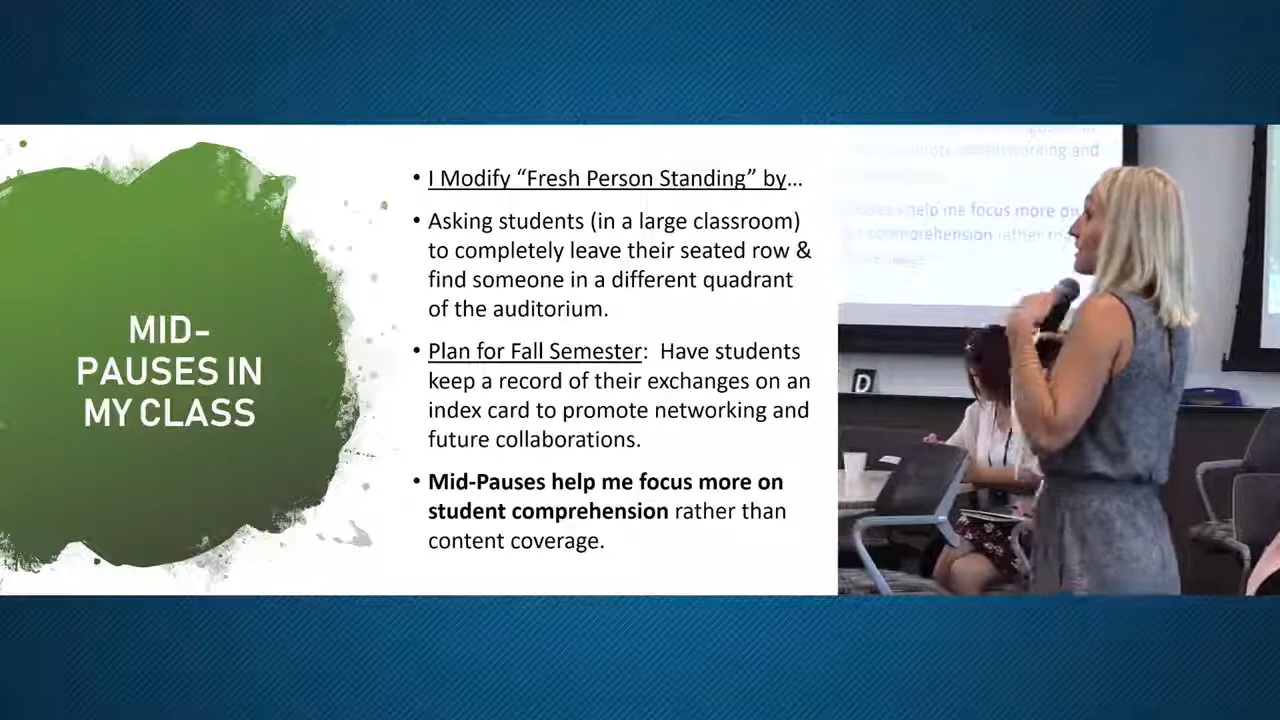 MID-
PAUSES IN
MY CLASS
• I Modify “Fresh Person Standing” by…
• Asking students (in a large classroom)
to completely leave their seated row &
find someone in a different quadrant
of the auditorium.
• Plan for Fall Semester:  Have students
keep a record of their exchanges on an
index card to promote networking and
future collaborations.
• Mid-Pauses help me focus more on
student comprehension rather than
content coverage.
networking and
help me focus more on
comprehension rather
D